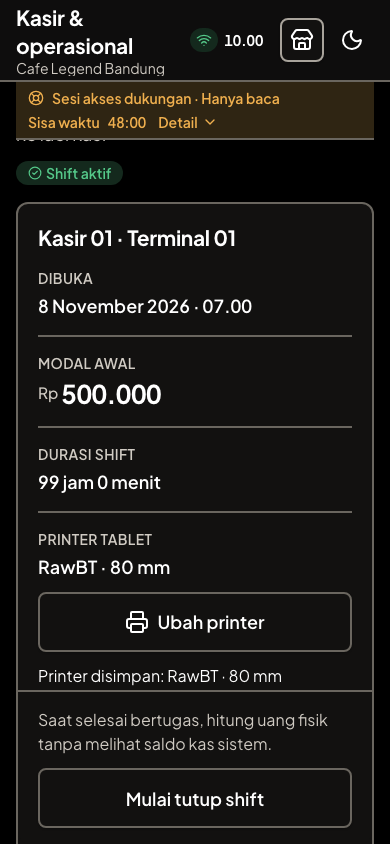 Kasir &
operasional
Cafe Legend Bandung
10.00
Sesi akses dukungan · Hanya baca
Sisa waktu 48:00 Detail
Shift aktif
Kasir 01 · Terminal 01
DIBUKA
8 November 2026 · 07.00
MODAL AWAL
Rp 500.000
DURASI SHIFT
99 jam 0 menit
PRINTER TABLET
RawBT · 80 mm
Ubah printer
Printer disimpan: RawBT · 80 mm
Saat selesai bertugas, hitung uang fisik
tanpa melihat saldo kas sistem.
Mulai tutup shift